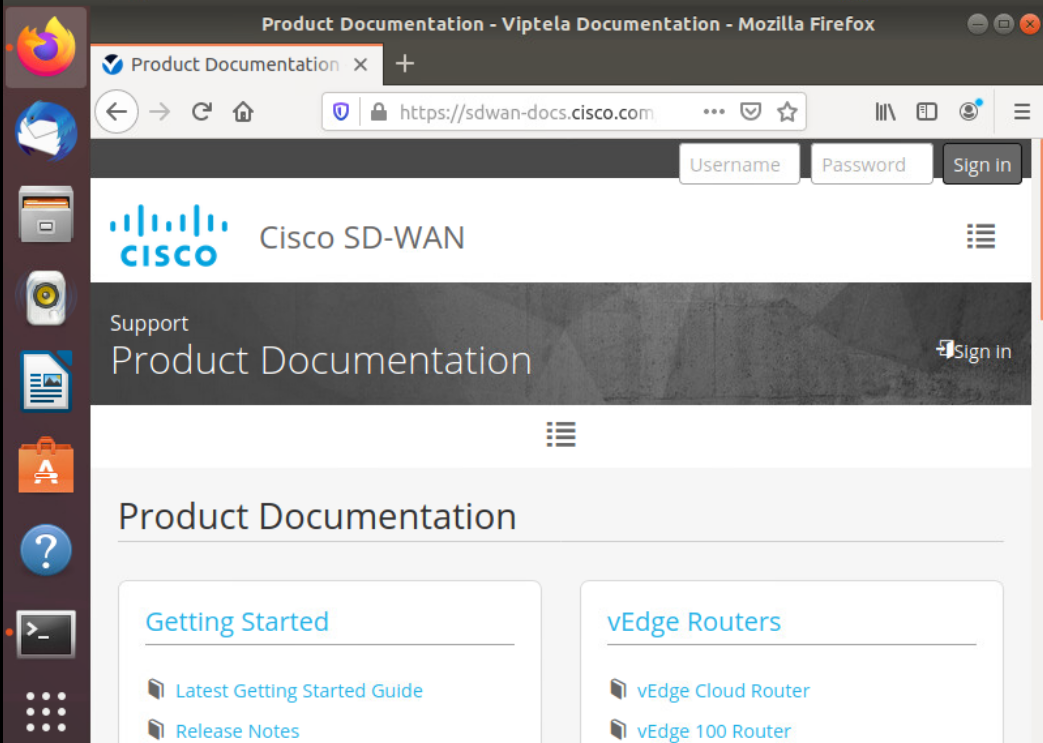 Product Documentation - Viptela Documentation - Mozilla Firefox
Product Documentation
https://sdwan-docs.cisco.com
Username Password Sign in
CISCO Cisco SD-WAN
Support
Product Documentation
Sign in
Product Documentation
Getting Started
Latest Getting Started Guide
Release Notes
vEdge Routers
vEdge Cloud Router
vEdge 100 Router